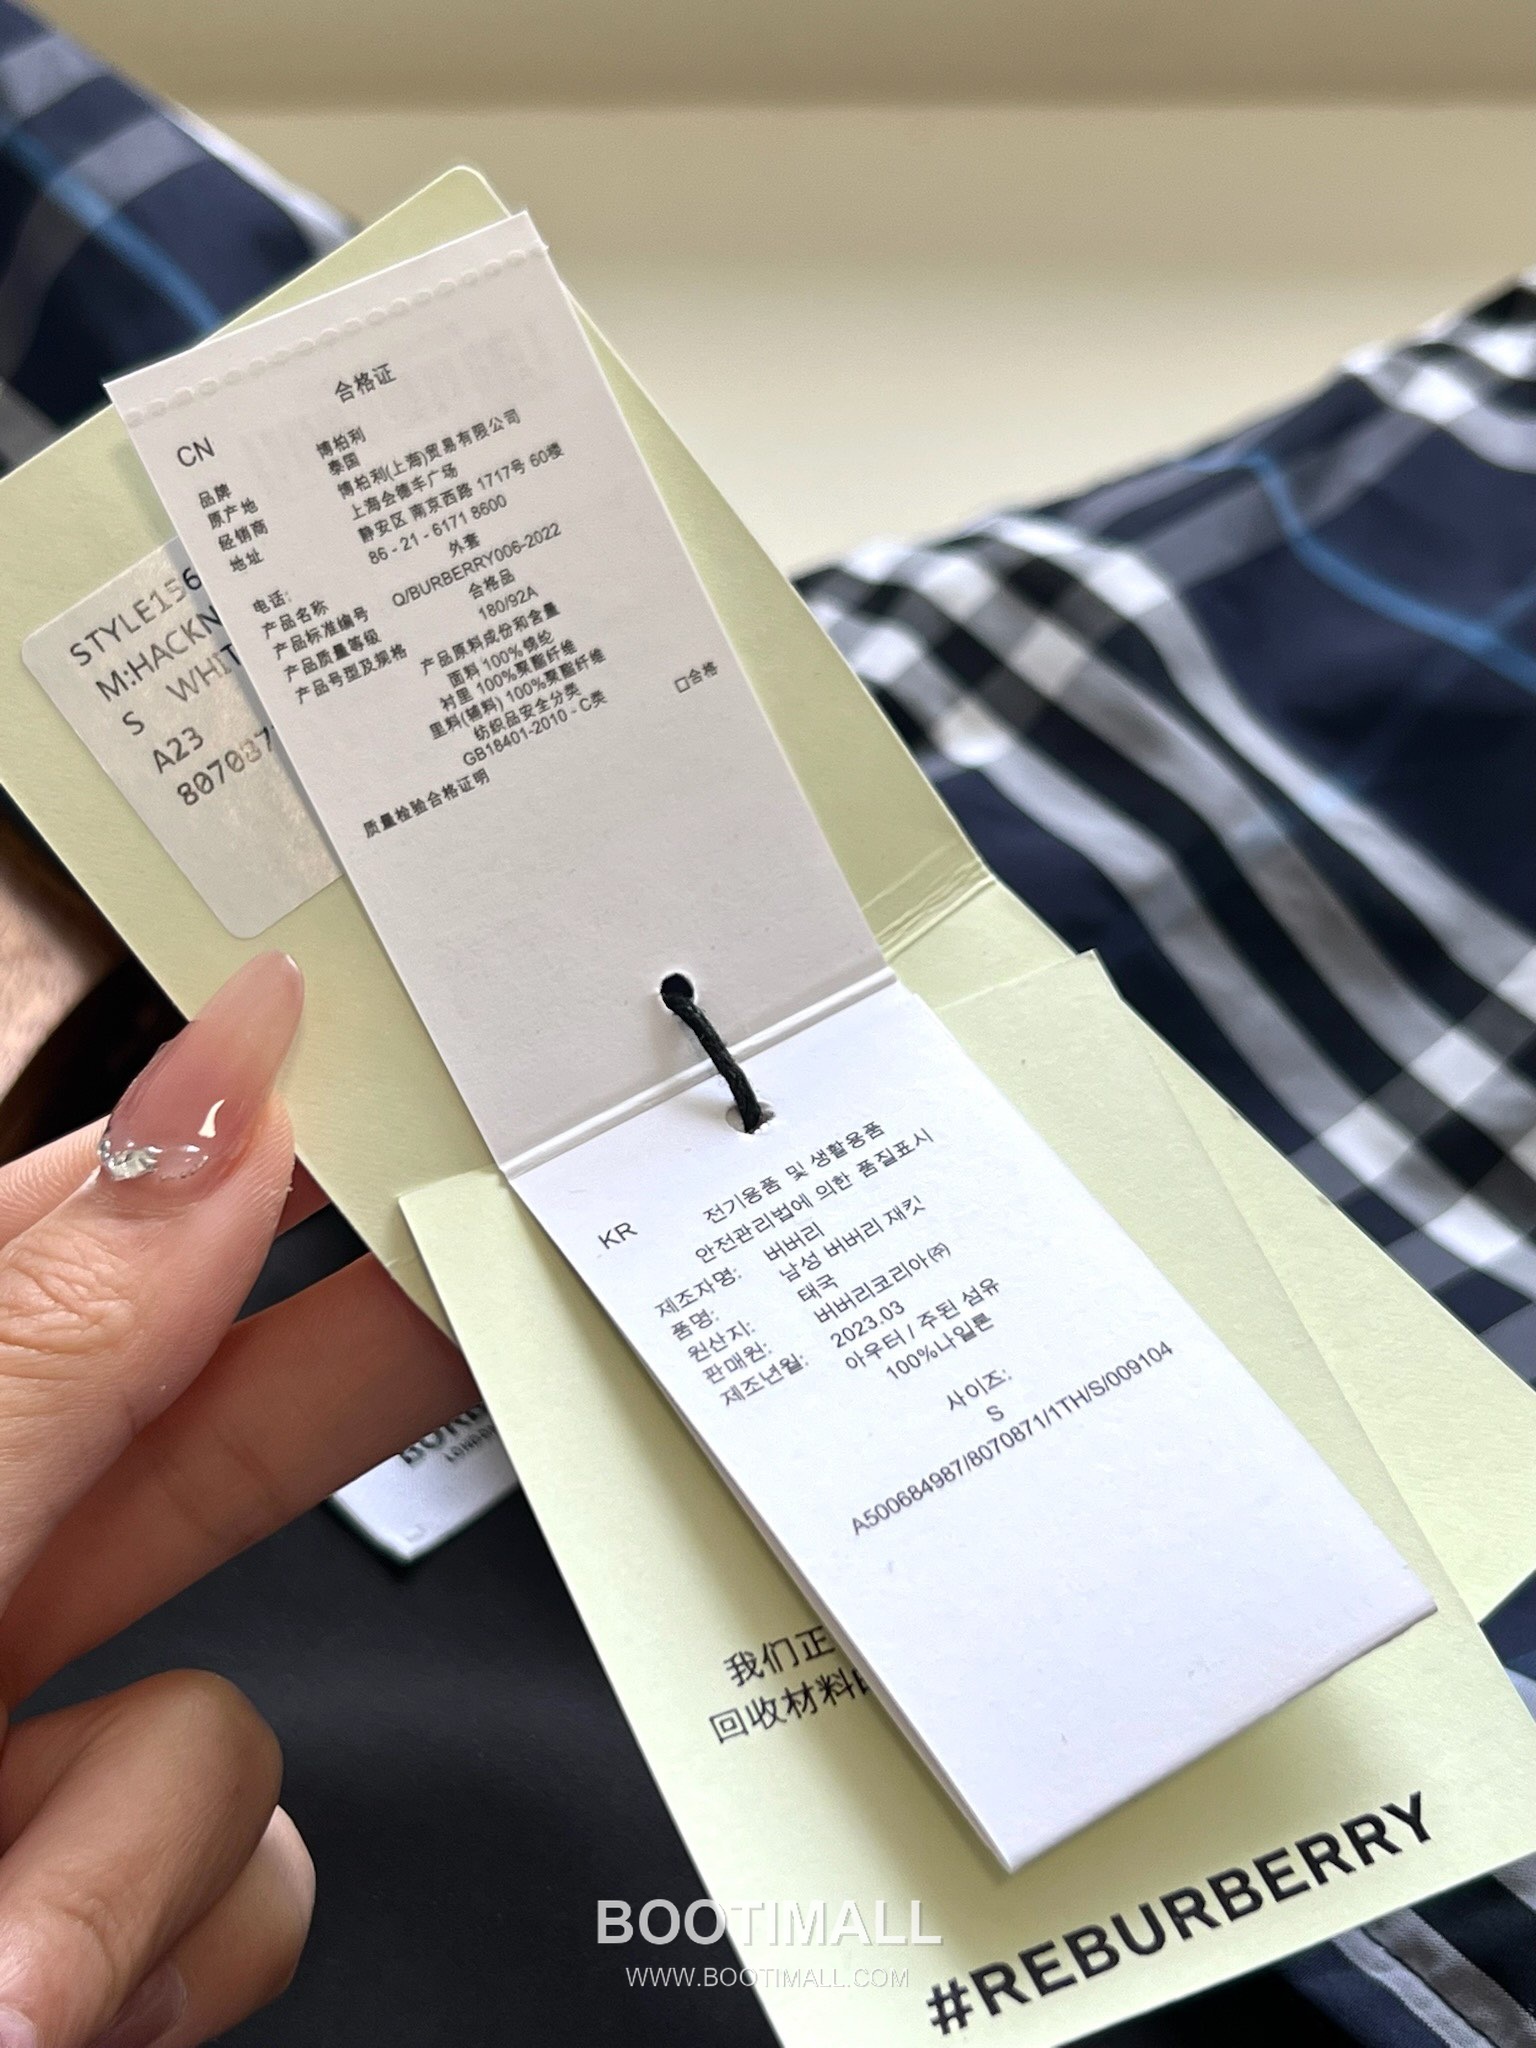 合格证
CN
品牌 博柏利
原产地 泰国
经销商 博柏利(上海)贸易有限公司
地址 上海会德丰广场
静安区 南京西路 1717号 60楼
电话: 86 - 21 - 6171 8600
产品名称 外套
产品标准编号 Q/BURBERRY006-2022
产品质量等级 合格品
产品号型及规格 180/92A
产品原料成份和含量
面料 100% 锦纶
衬里 100%聚酯纤维
里料(辅料) 100%聚酯纤维
纺织品安全分类
GB18401-2010 - C类
质量检验合格证明 口合格
STYLE156
M:HACKN
S WHIT
A23
807087
KR
전기용품 및 생활용품
안전관리법에 의한 품질표시
제조자명: 버버리
품명: 남성 버버리 재킷
원산지: 태국
판매원: 버버리코리아㈜
제조년월: 2023.03
아우터 / 주된 섬유
100%나일론
사이즈:
S
A500684987/8070871/1TH/S/009104
LONDON
我们正
回收材料
#REBURBERRY
BOOTIMALL
WWW.BOOTIMALL.COM